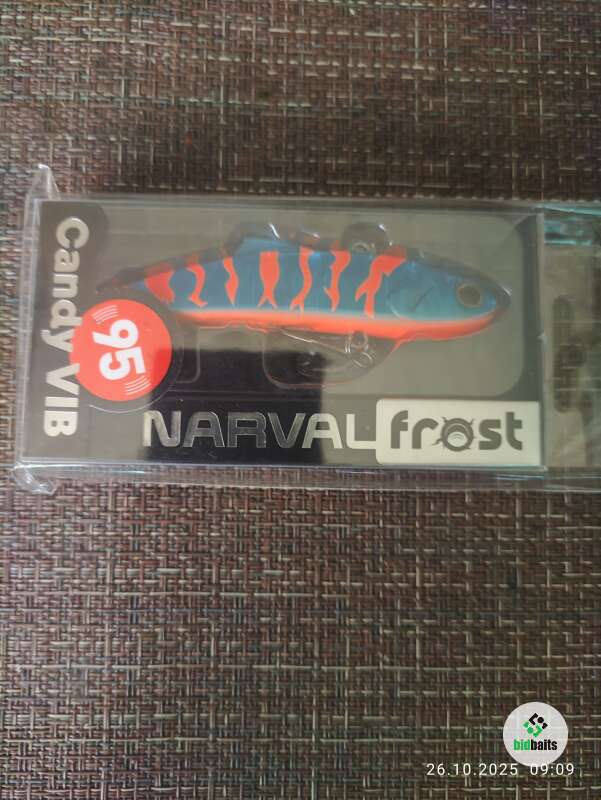 Candy VIB
95
NARVAL frost
bidbaits
26.10.2025 09:09